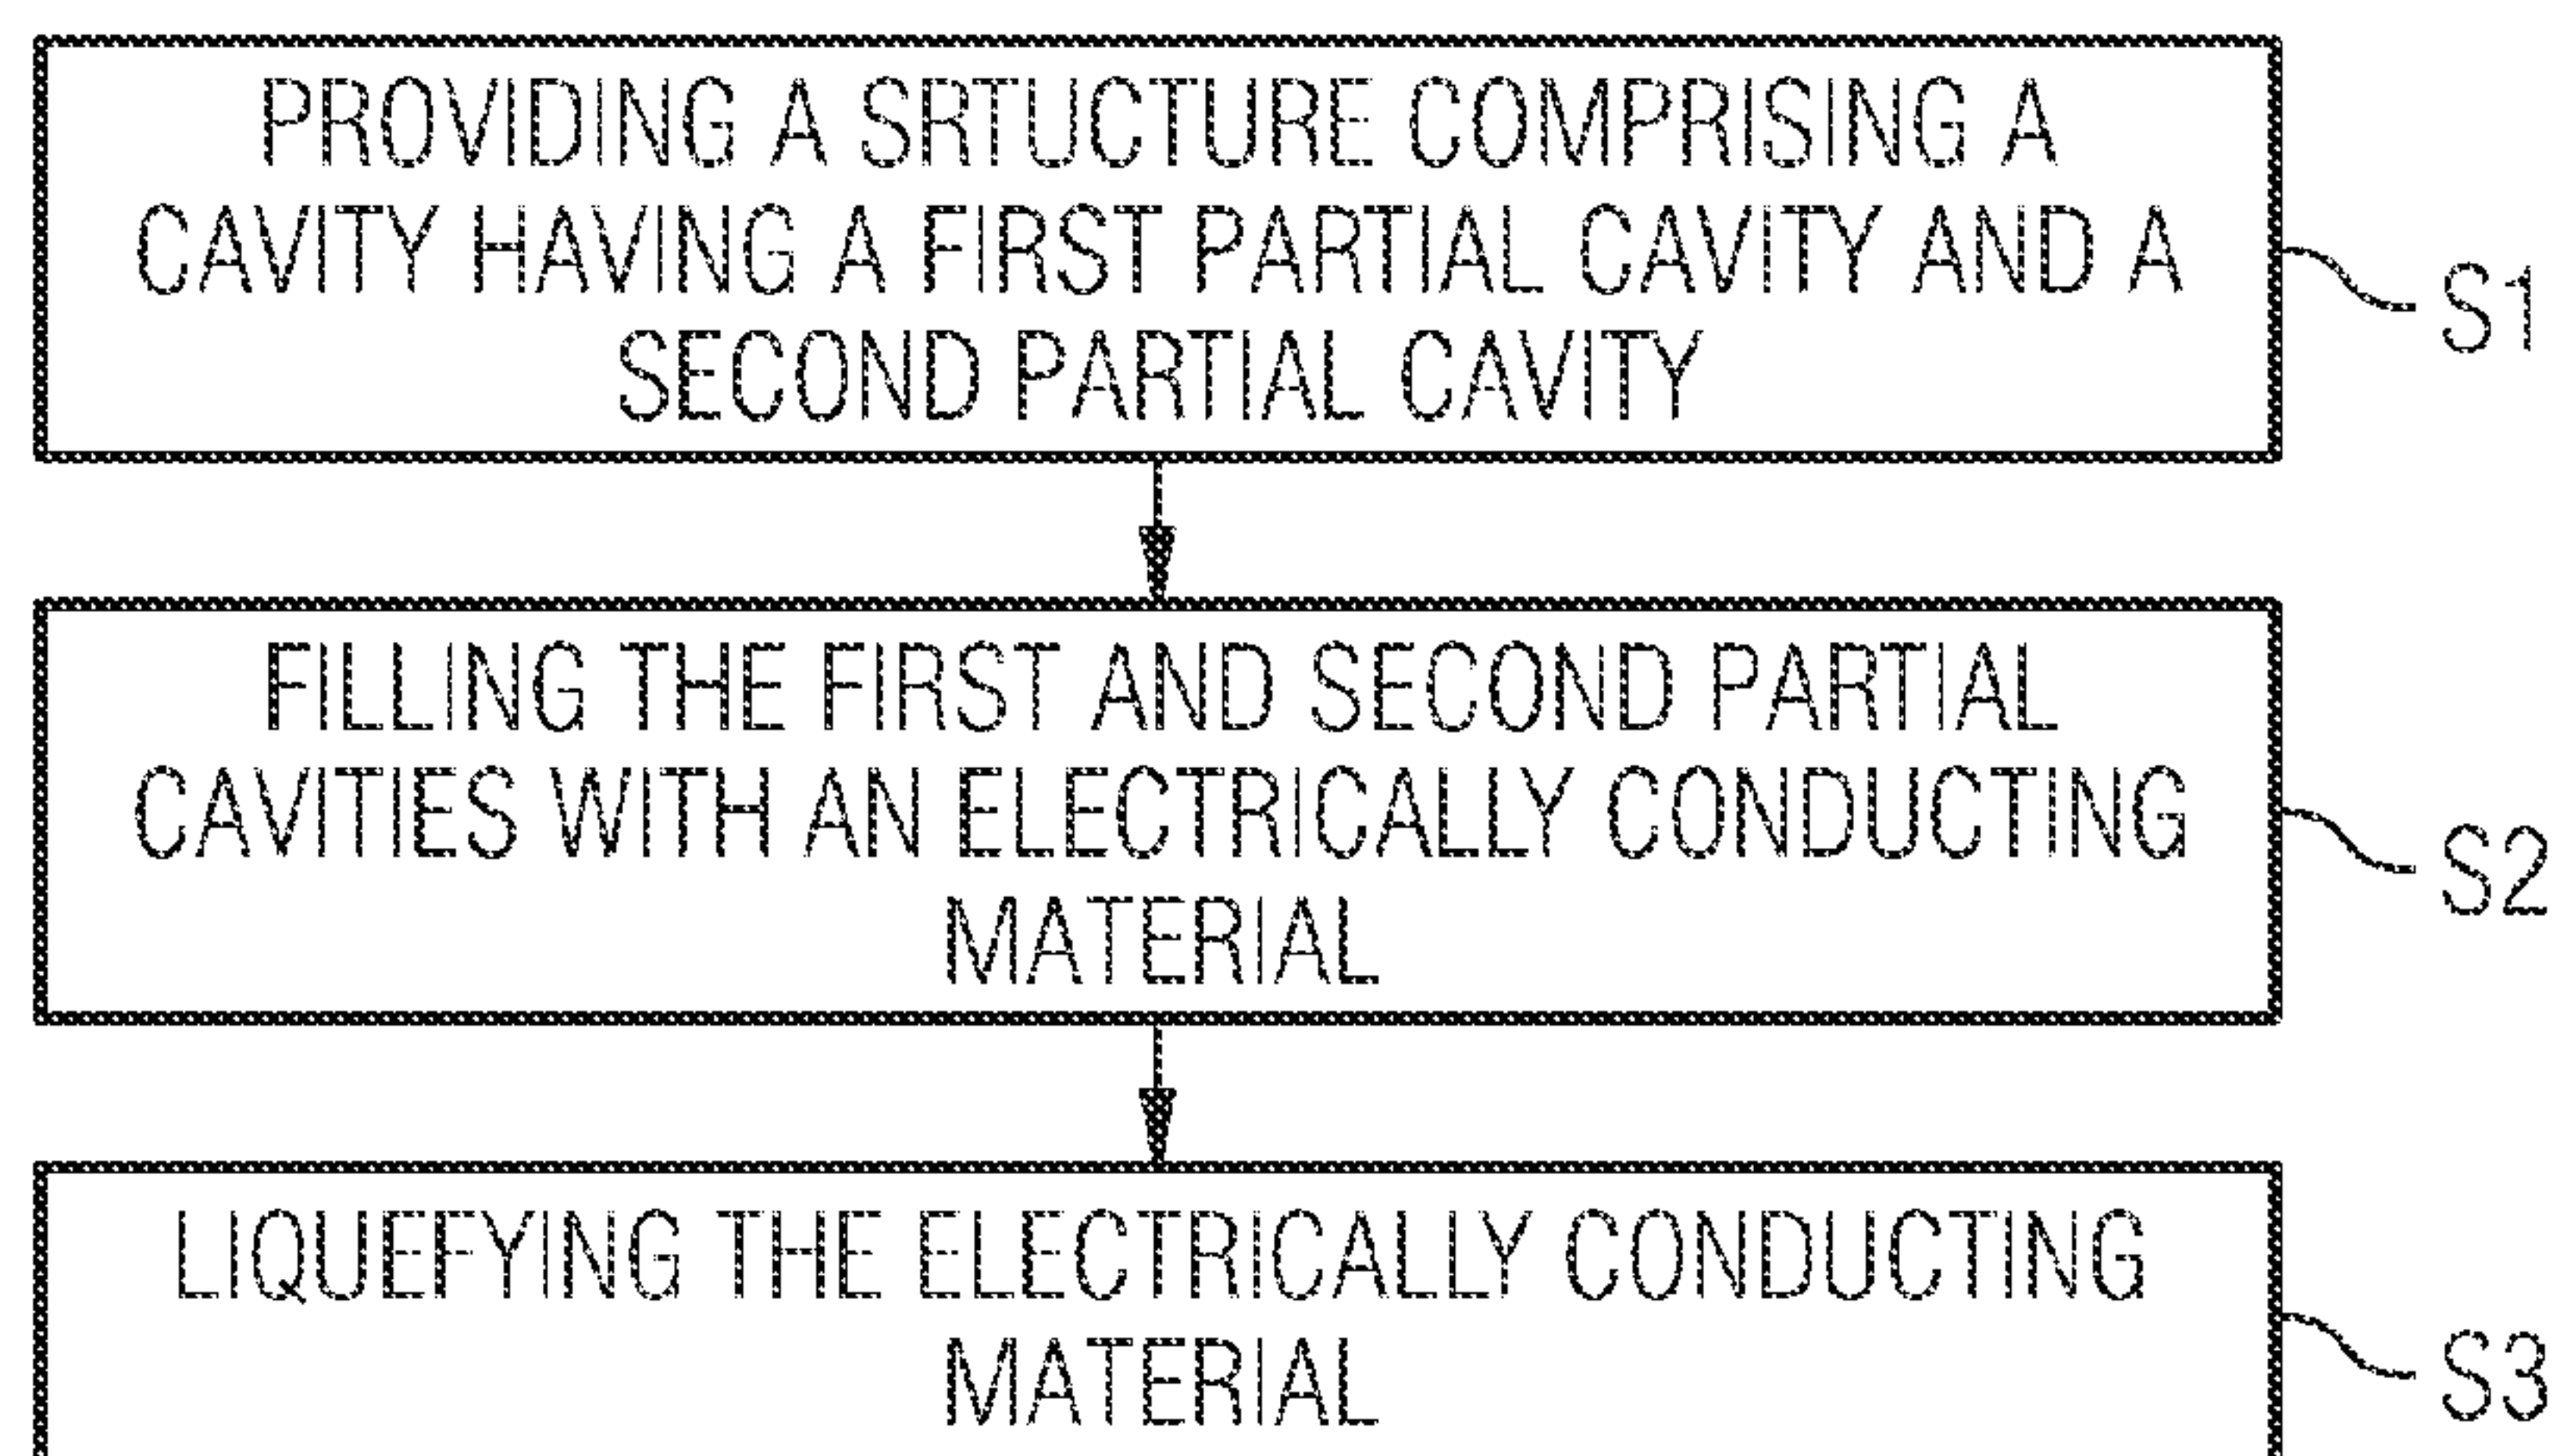 PROVIDING A SRTUCTURE COMPRISING A
CAVITY HAVING A FIRST PARTIAL CAVITY AND A
SECOND PARTIAL CAVITY
S1
FILLING THE FIRST AND SECOND PARTIAL
CAVITIES WITH AN ELECTRICALLY CONDUCTING
MATERIAL
S2
LIQUEFYING THE ELECTRICALLY CONDUCTING
MATERIAL
S3